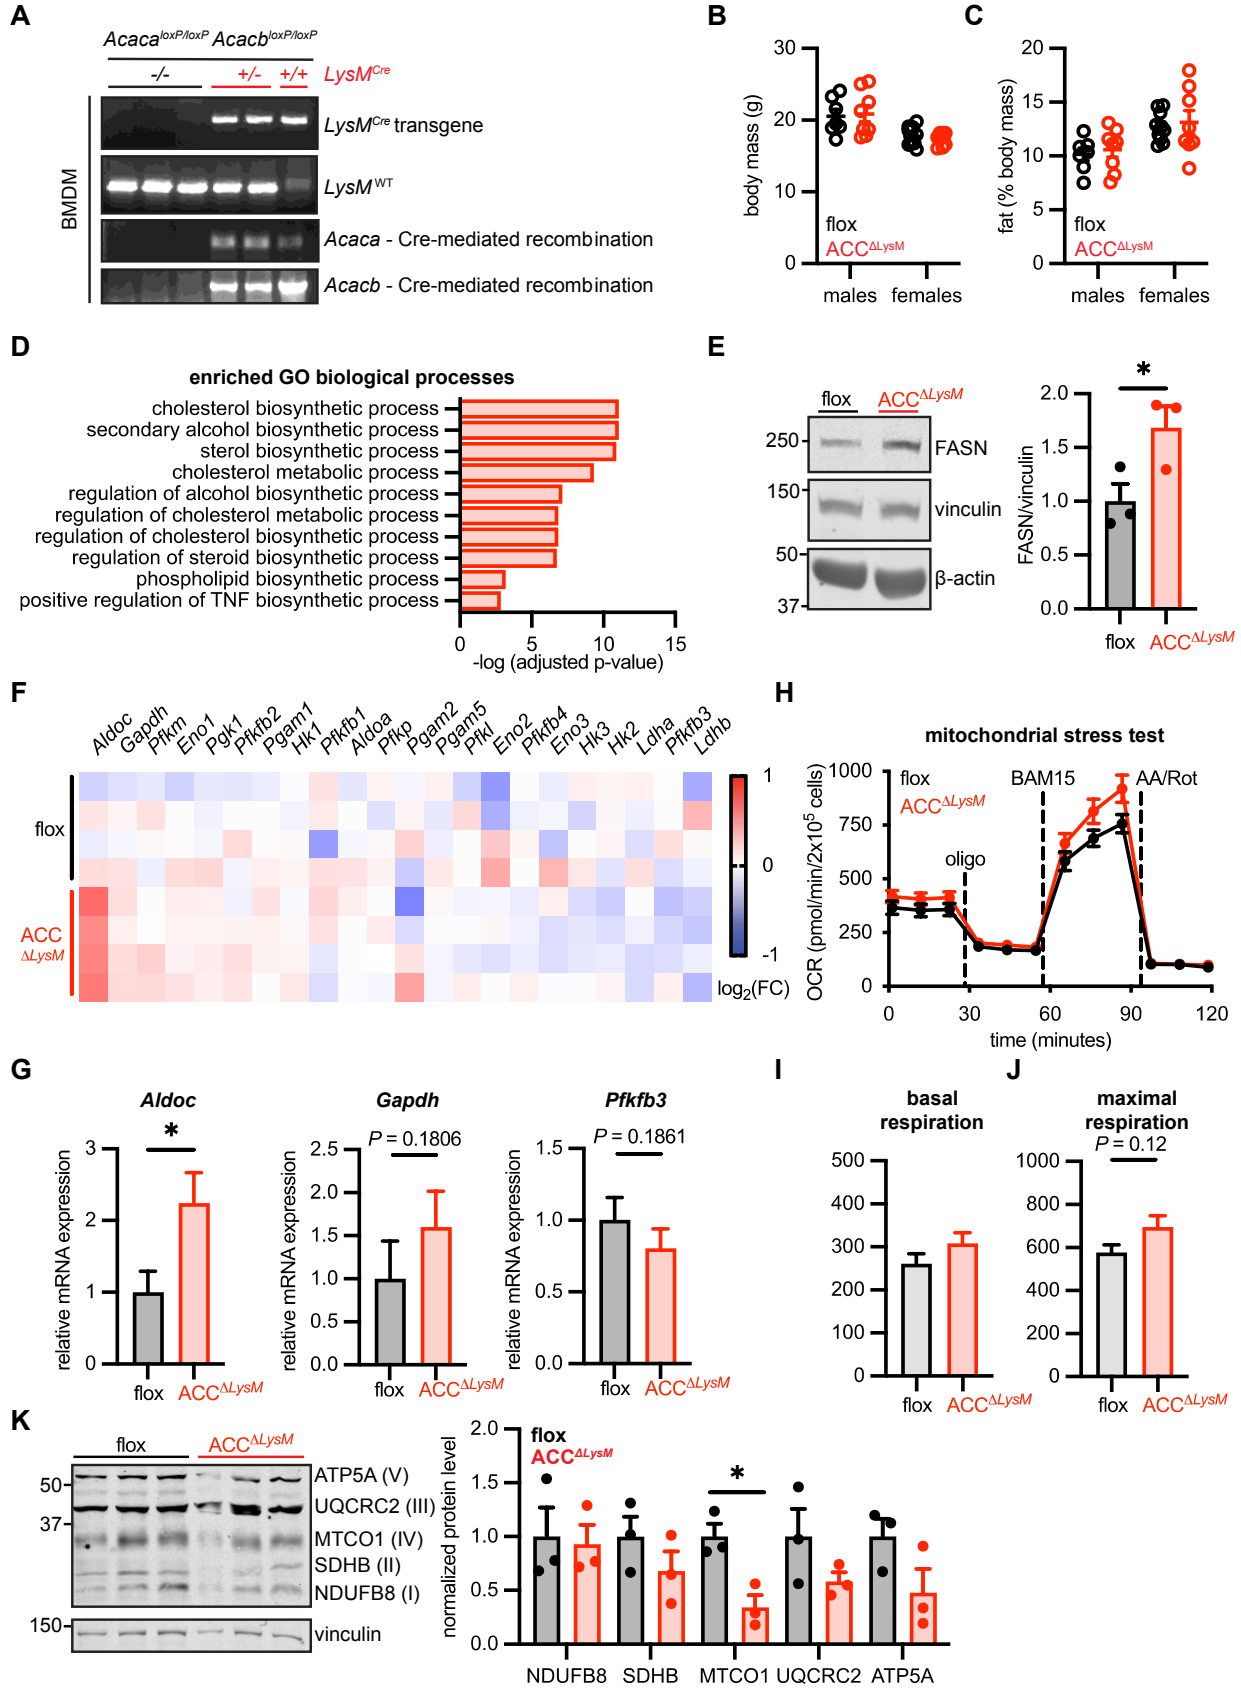 A
Acaca loxP/loxP Acacb loxP/loxP
-/- +/- +/+ LysM Cre
BMDM
LysM Cre transgene
LysM WT
Acaca - Cre-mediated recombination
Acacb - Cre-mediated recombination
B
body mass (g)
30
20
10
0
flox
ACC ΔLysM
males females
C
fat (% body mass)
20
15
10
5
0
flox
ACC ΔLysM
males females
D
enriched GO biological processes
cholesterol biosynthetic process
secondary alcohol biosynthetic process
sterol biosynthetic process
cholesterol metabolic process
regulation of alcohol biosynthetic process
regulation of cholesterol metabolic process
regulation of cholesterol biosynthetic process
regulation of steroid biosynthetic process
phospholipid biosynthetic process
positive regulation of TNF biosynthetic process
0 5 10 15
-log (adjusted p-value)
E
flox ACC ΔLysM
250 FASN
150 vinculin
50 β-actin
37
FASN/vinculin
*
2.0
1.5
1.0
0.5
0.0
flox ACC ΔLysM
F
Aldoc Gapdh Pfkm Eno1 Pgk1 Pfkfb2 Pgam1 Hk1 Pfkfb1 Aldoa Pfkp Pgam2 Pgam5 Pfkl Eno2 Pfkfb4 Eno3 Hk3 Hk2 Ldha Pfkfb3 Ldhb
flox
ACC
ΔLysM
1
0
-1
log2(FC)
G
Aldoc
*
relative mRNA expression
3
2
1
0
flox ACC ΔLysM
Gapdh
P = 0.1806
relative mRNA expression
2.5
2.0
1.5
1.0
0.5
0.0
flox ACC ΔLysM
Pfkfb3
P = 0.1861
relative mRNA expression
1.5
1.0
0.5
0.0
flox ACC ΔLysM
H
mitochondrial stress test
OCR (pmol/min/2x10⁵ cells)
1000
750
500
250
0
flox
ACC ΔLysM
oligo
BAM15
AA/Rot
0 30 60 90 120
time (minutes)
I
basal
respiration
500
400
300
200
100
0
flox ACC ΔLysM
J
maximal
respiration
P = 0.12
1000
800
600
400
200
0
flox ACC ΔLysM
K
flox ACC ΔLysM
50
37
150
ATP5A (V)
UQCRC2 (III)
MTCO1 (IV)
SDHB (II)
NDUFB8 (I)
vinculin
normalized protein level
2.0
1.5
1.0
0.5
0.0
flox
ACC ΔLysM
*
NDUFB8 SDHB MTCO1 UQCRC2 ATP5A